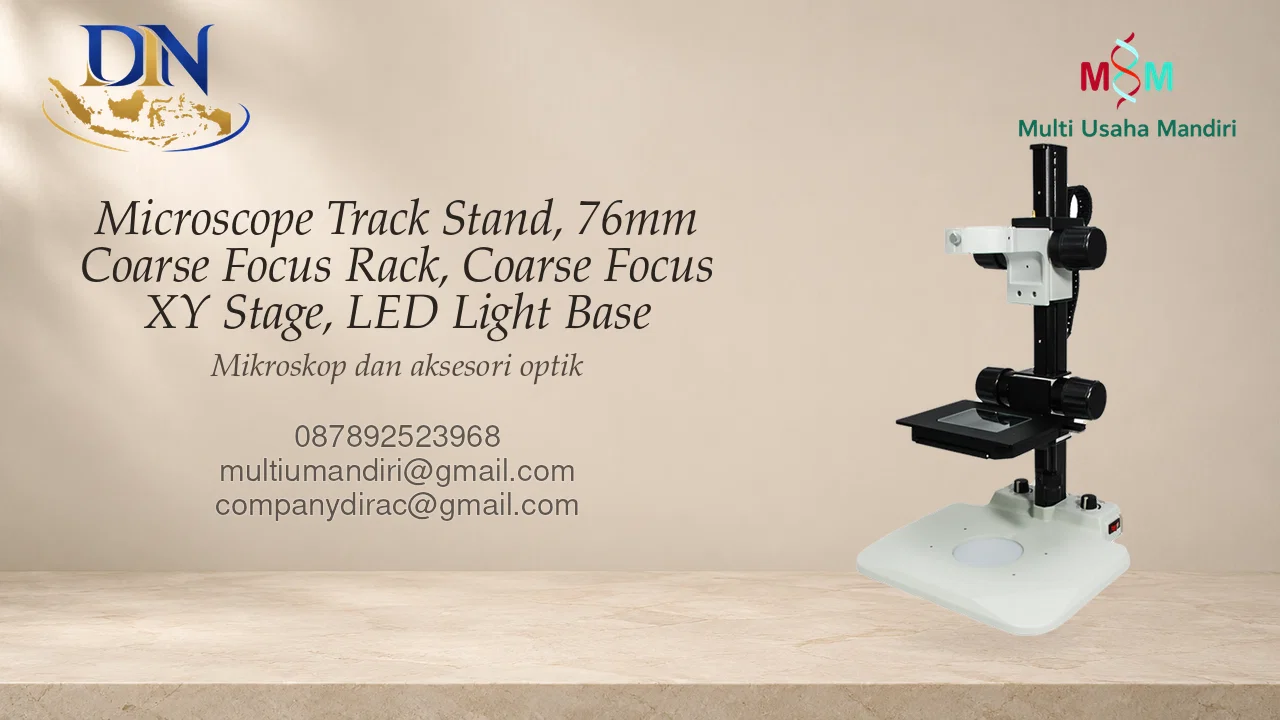 DIN
M M
Multi Usaha Mandiri
Microscope Track Stand, 76mm
Coarse Focus Rack, Coarse Focus
XY Stage, LED Light Base
Mikroskop dan aksesori optik
087892523968
multiumandiri@gmail.com
companydirac@gmail.com